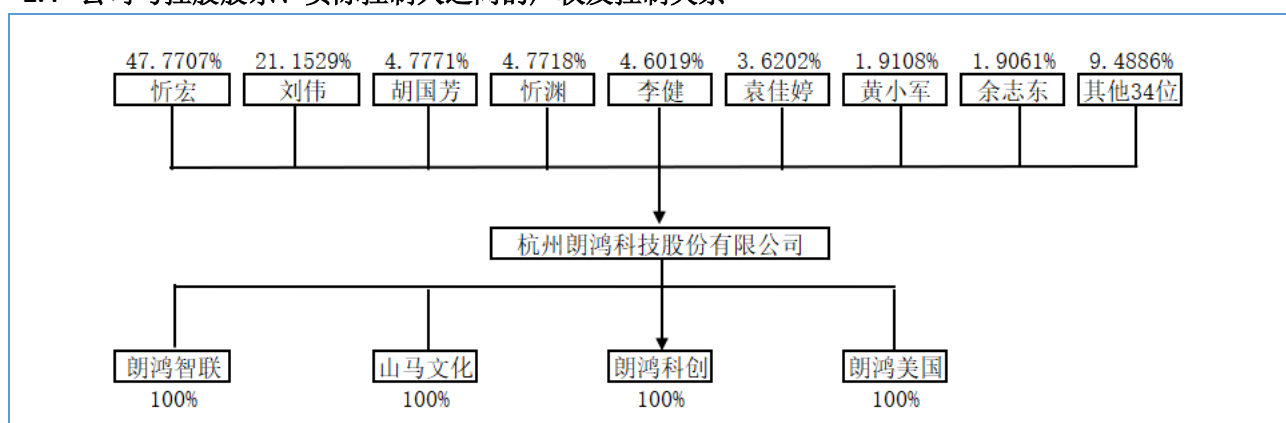 47.7707% 21.1529% 4.7771% 4.7718% 4.6019% 3.6202% 1.9108% 1.9061% 9.4886%
忻宏 刘伟 胡国芳 忻渊 李健 袁佳婷 黄小军 余志东 其他34位
杭州朗鸿科技股份有限公司
朗鸿智联 山马文化 朗鸿科创 朗鸿美国
100% 100% 100% 100%